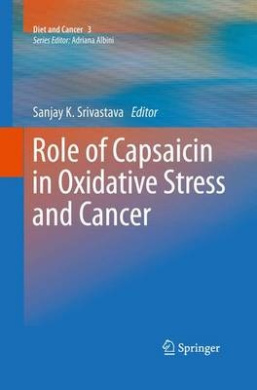 Diet and Cancer 3
Series Editor: Adriana Albini
Sanjay K. Srivastava Editor
Role of Capsaicin
in Oxidative Stress
and Cancer
Springer